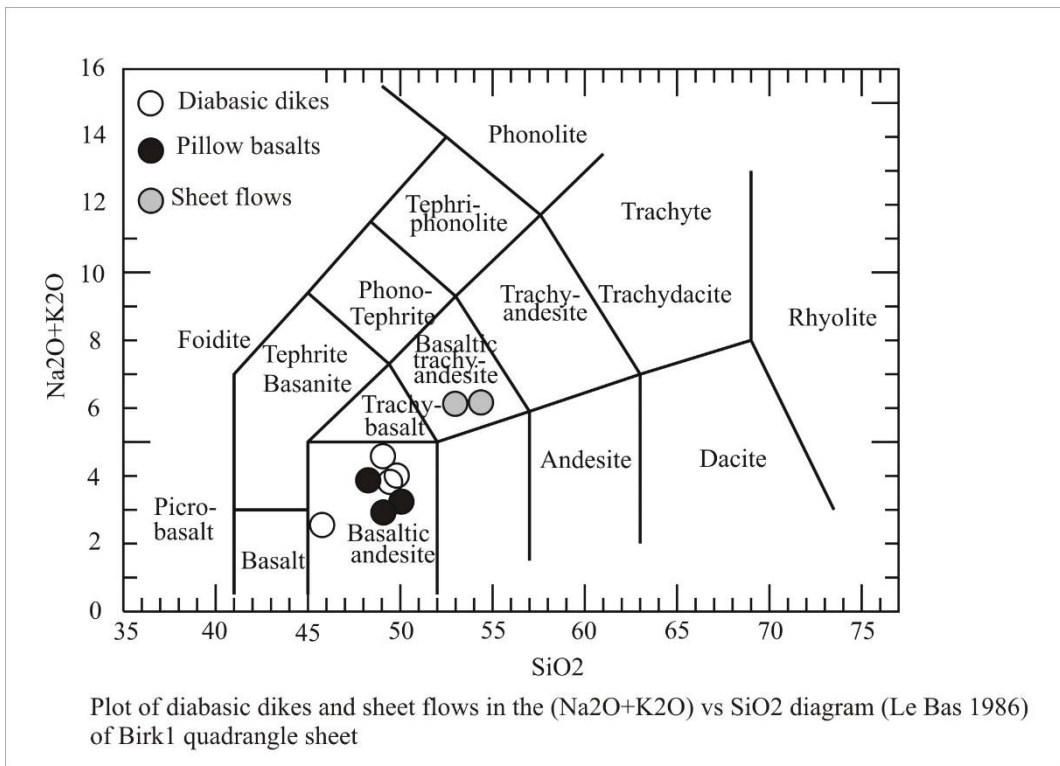 16
14
12
10
8
6
4
2
0
Na2O+K2O
Diabasic dikes
Pillow basalts
Sheet flows
Phonolite
Tephri-
phonolite
Trachyte
Phono-
Tephrite
Trachy-
andesite
Trachydacite
Rhyolite
Foidite
Tephrite
Basanite
Basaltic
trachy-
andesite
Trachy-
basalt
Andesite
Dacite
Picro-
basalt
Basalt
Basaltic
andesite
35 40 45 50 55 60 65 70 75
SiO2
Plot of diabasic dikes and sheet flows in the (Na2O+K2O) vs SiO2 diagram (Le Bas 1986)
of Birk1 quadrangle sheet